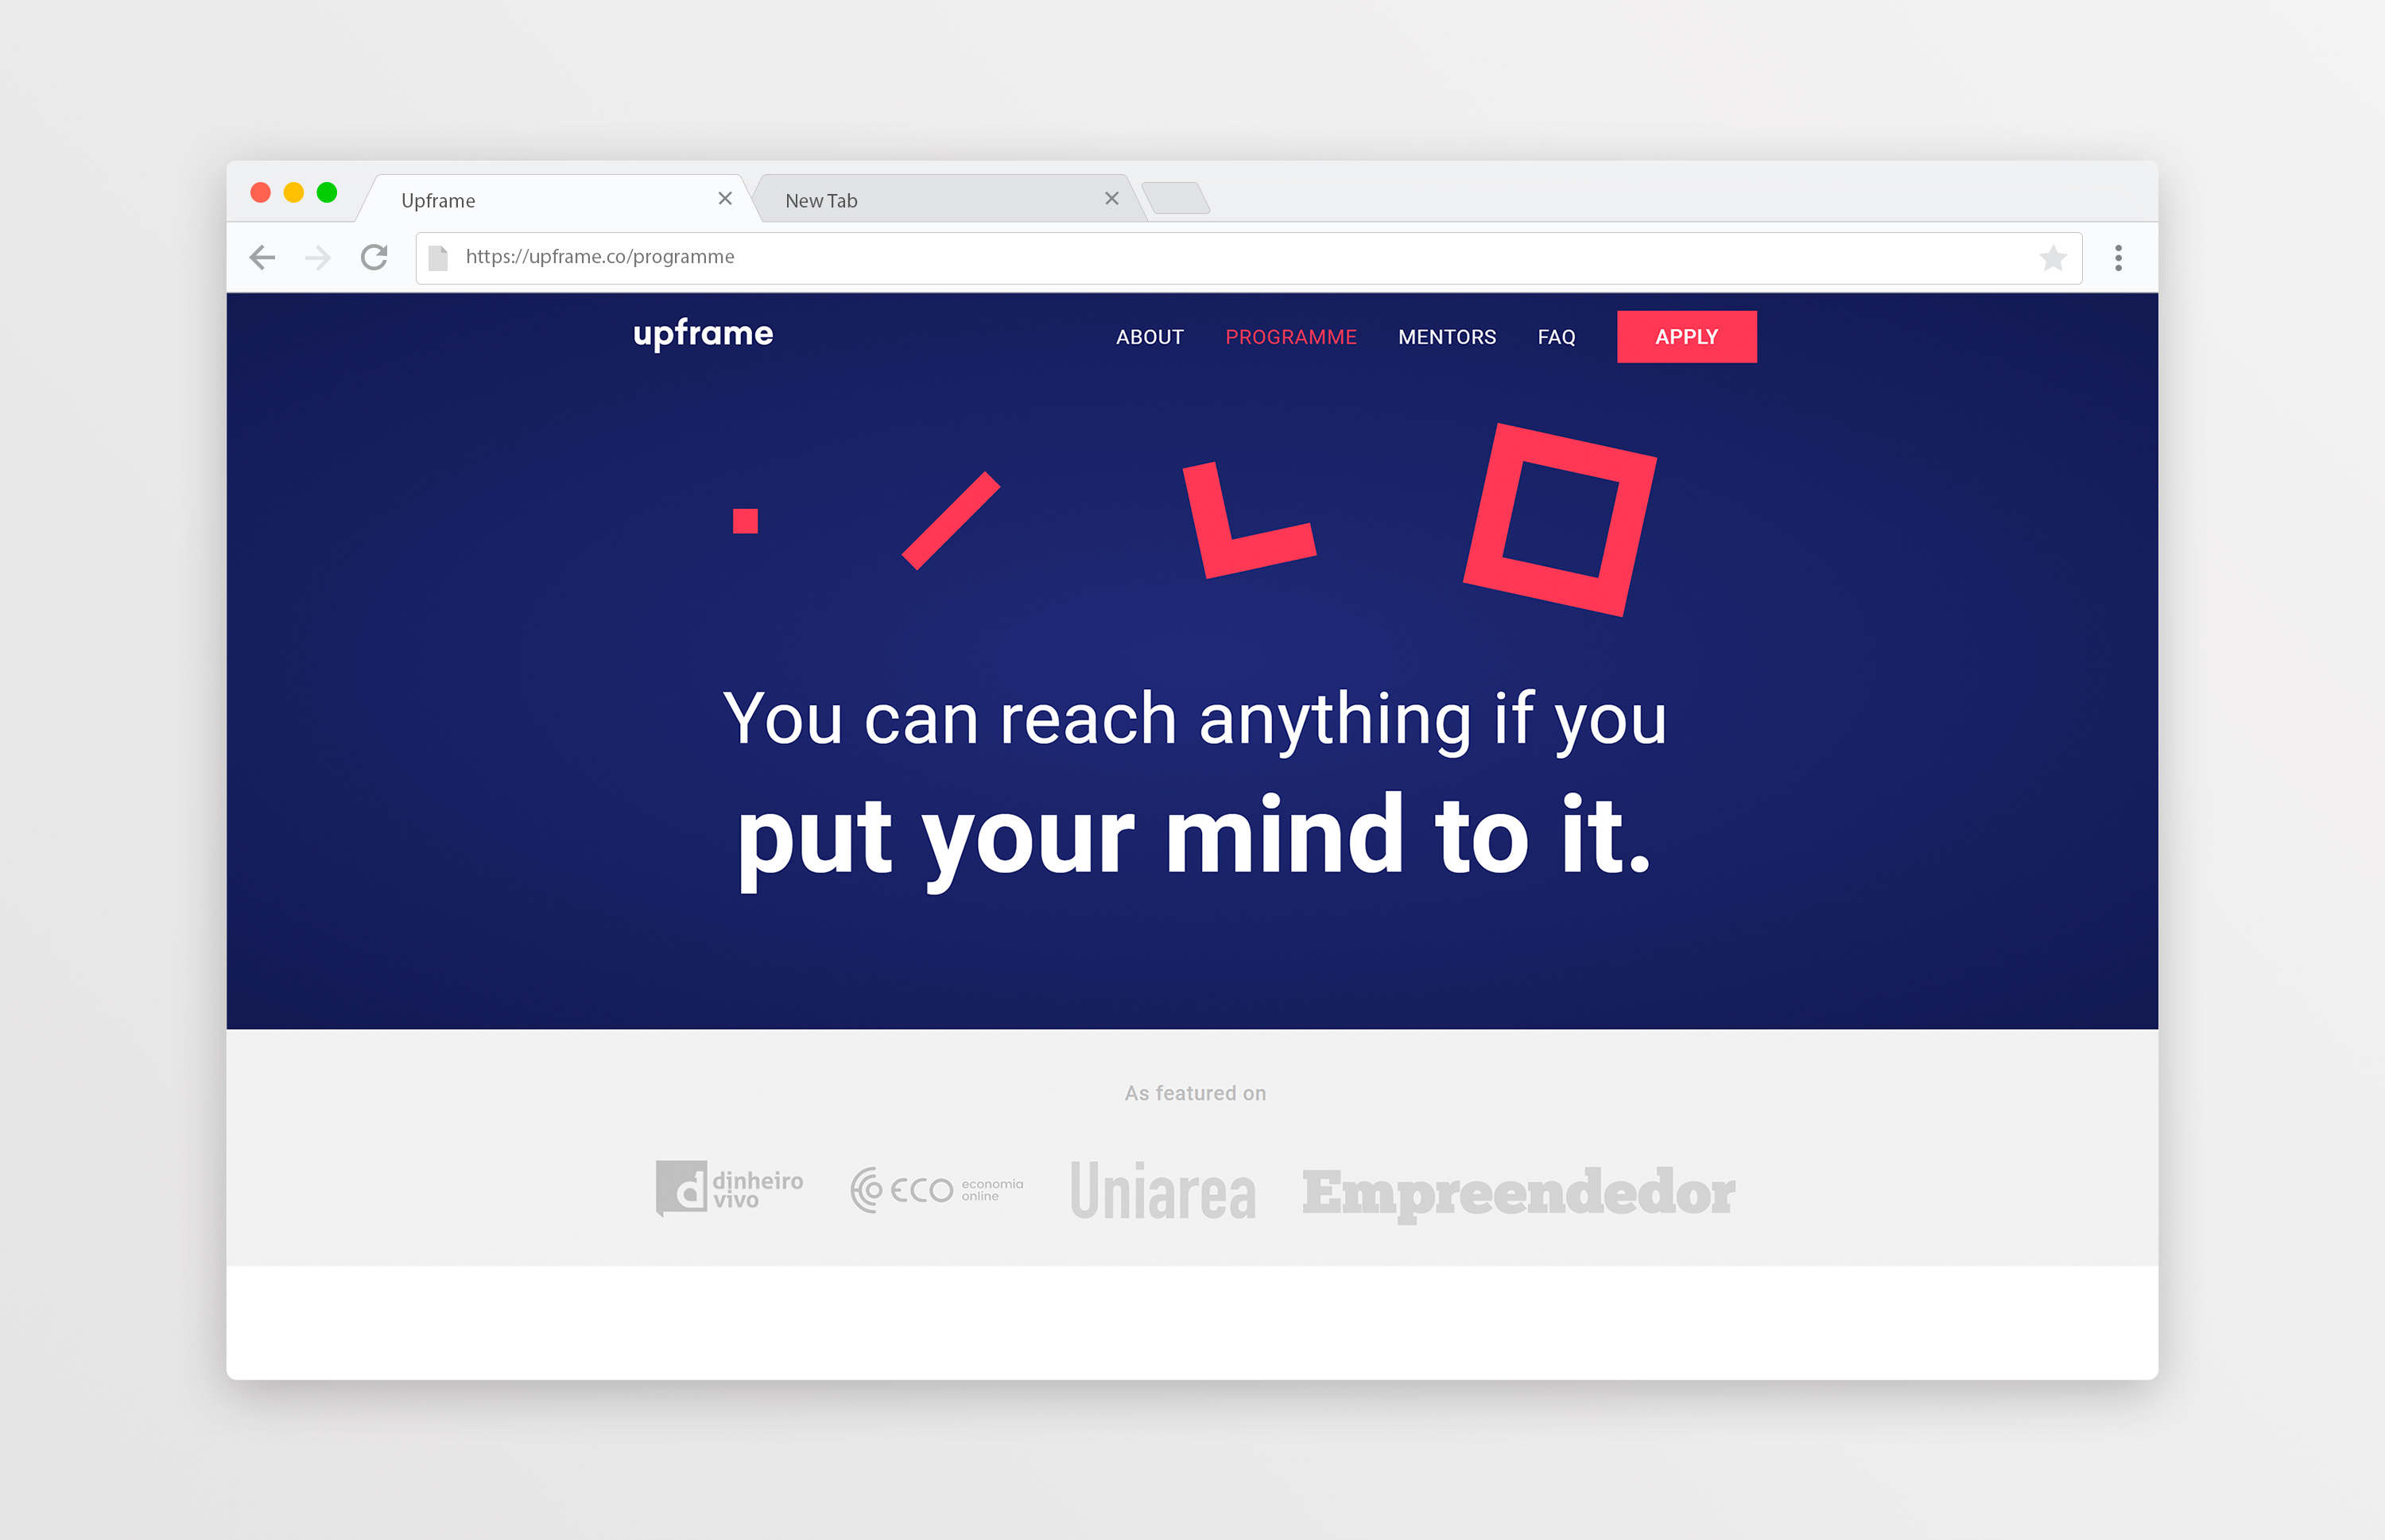 Upframe
New Tab
https://upframe.co/programme
upframe
ABOUT PROGRAMME MENTORS FAQ APPLY
You can reach anything if you
put your mind to it.
As featured on
d dinheiro
vivo
ECO economia
online
Uniarea
Empreendedor